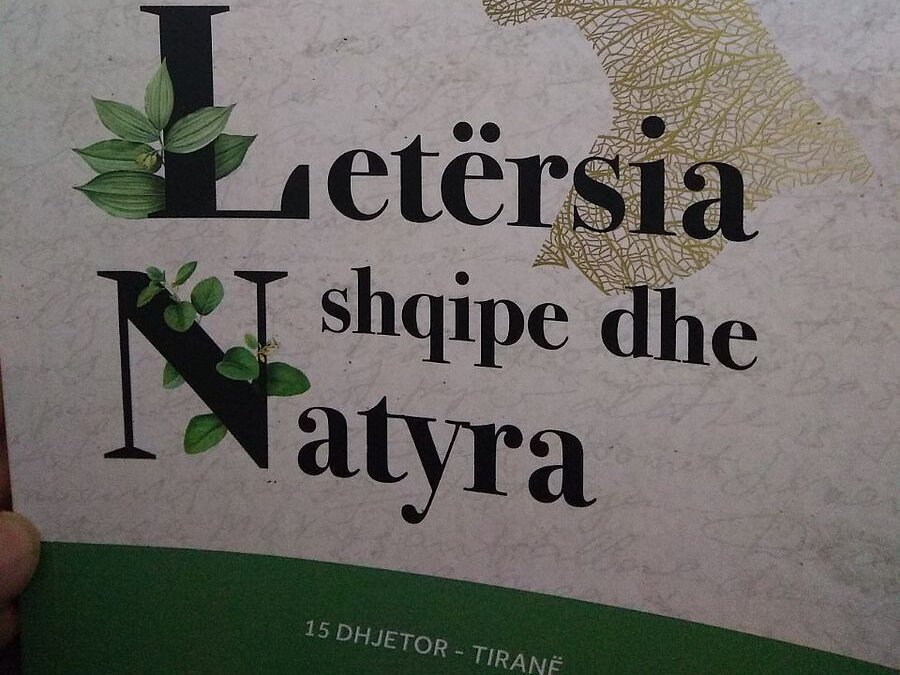 Letërsia
shqipe dhe
Natyra
15 DHJETOR - TIRANË